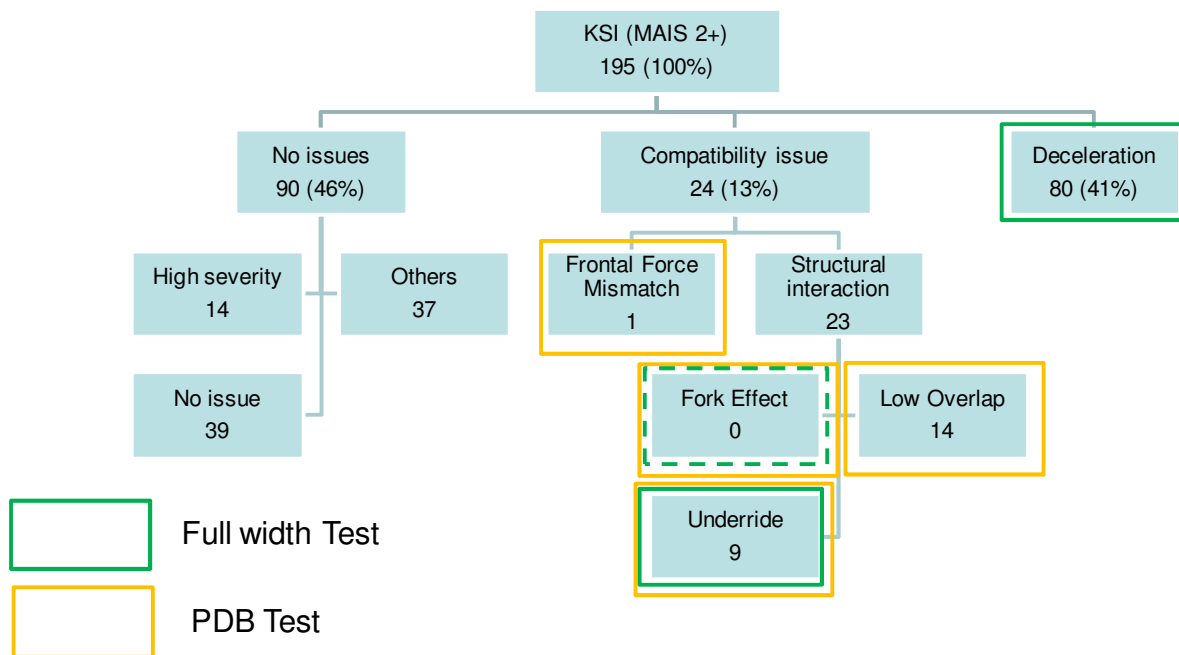 KSI (MAIS 2+)
195 (100%)
No issues
90 (46%)
Compatibility issue
24 (13%)
Deceleration
80 (41%)
High severity
14
Others
37
Frontal Force
Mismatch
1
Structural
interaction
23
No issue
39
Fork Effect
0
Low Overlap
14
Underride
9
Full width Test
PDB Test